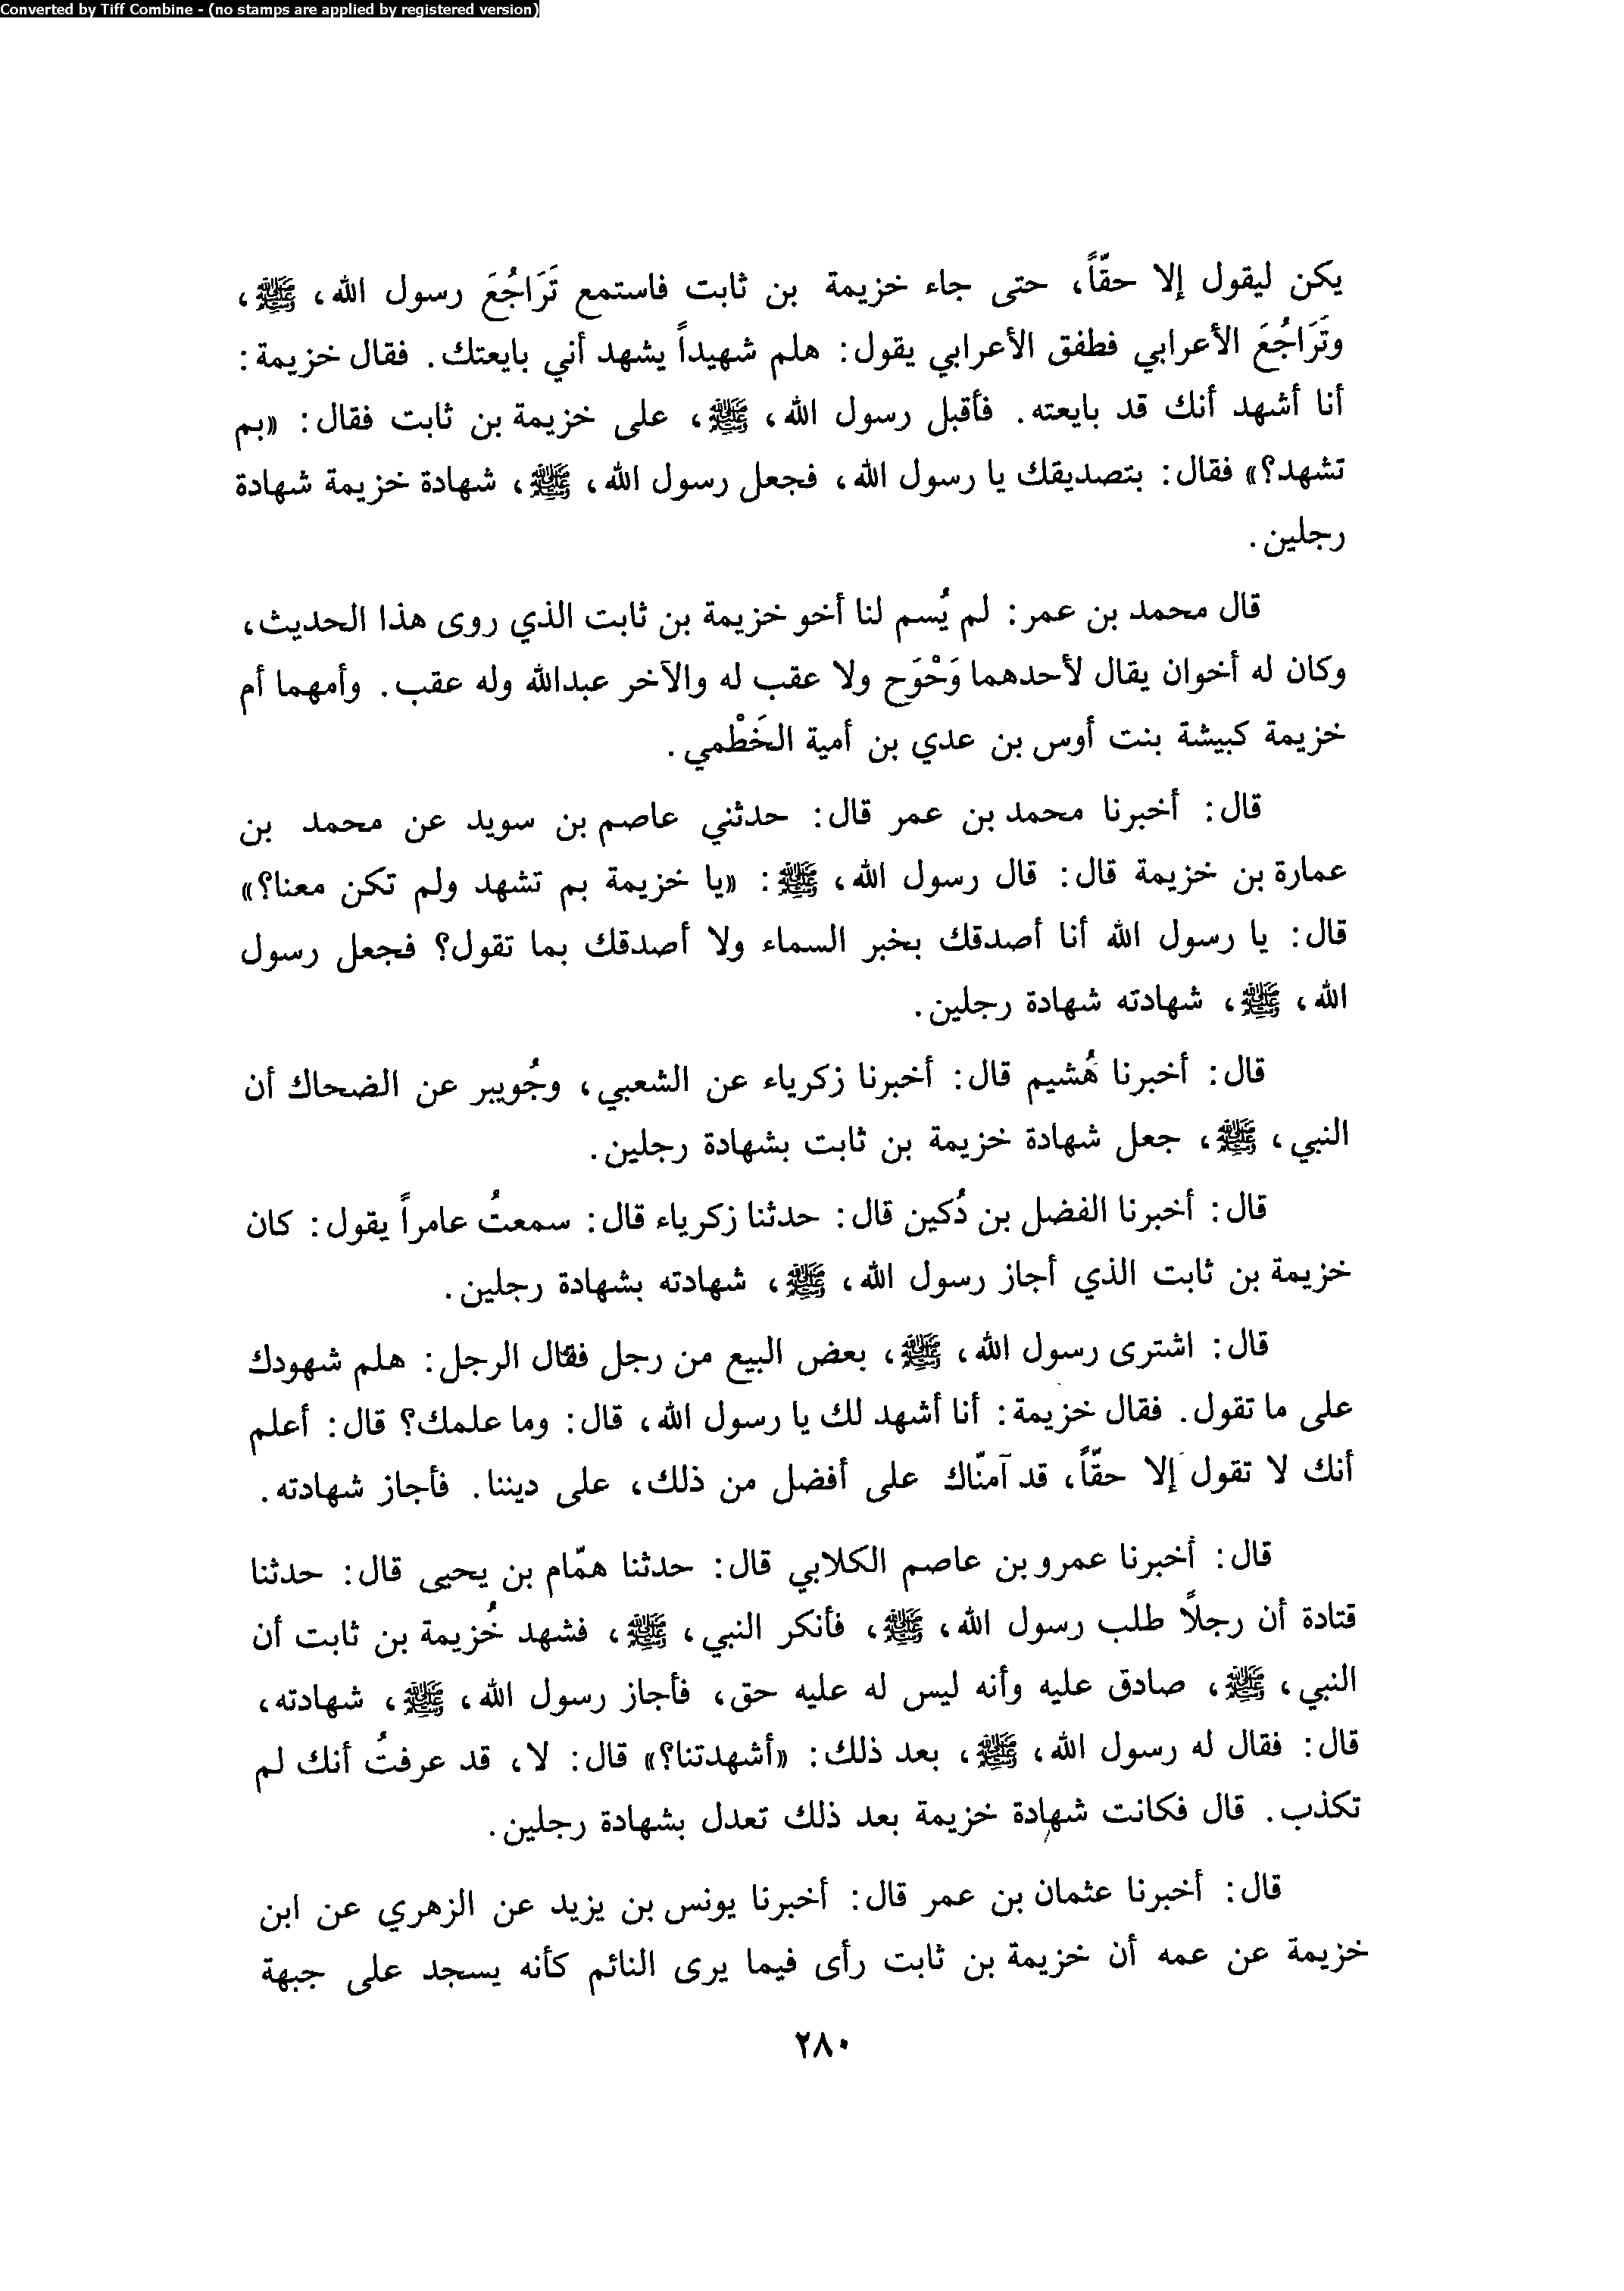 Converted by Tiff Combine - (no stamps are applied by registered version)
يكن ليقول إلا حقّاً، حتى جاء خزيمة بن ثابت فاستمع تَرَاجُعَ رسول الله، ﷺ،
وتَرَاجُعَ الأعرابي فطفق الأعرابي يقول: هلم شهيداً يشهد أني بايعتك. فقال خزيمة:
أنا أشهد أنك قد بايعته. فأقبل رسول الله، ﷺ، على خزيمة بن ثابت فقال: «بم
تشهد؟» فقال: بتصديقك يا رسول الله، فجعل رسول الله، ﷺ، شهادة خزيمة شهادة
رجلين.
قال محمد بن عمر: لم يُسم لنا أخو خزيمة بن ثابت الذي روى هذا الحديث،
وكان له أخوان يقال لأحدهما وَحْوَح ولا عقب له والآخر عبدالله وله عقب. وأمهما أم
خزيمة كبيشة بنت أوس بن عدي بن أمية الخَطْمي.
قال: أخبرنا محمد بن عمر قال: حدثني عاصم بن سويد عن محمد بن
عمارة بن خزيمة قال: قال رسول الله، ﷺ: «يا خزيمة بم تشهد ولم تكن معنا؟»
قال: يا رسول الله أنا أصدقك بخبر السماء ولا أصدقك بما تقول؟ فجعل رسول
الله، ﷺ، شهادته شهادة رجلين.
قال: أخبرنا هُشيم قال: أخبرنا زكرياء عن الشعبي، وجُويبر عن الضحاك أن
النبي، ﷺ، جعل شهادة خزيمة بن ثابت بشهادة رجلين.
قال: أخبرنا الفضل بن دُكين قال: حدثنا زكرياء قال: سمعتُ عامراً يقول: كان
خزيمة بن ثابت الذي أجاز رسول الله، ﷺ، شهادته بشهادة رجلين.
قال: اشترى رسول الله، ﷺ، بعض البيع من رجل فقال الرجل: هلم شهودك
على ما تقول. فقال خزيمة: أنا أشهد لك يا رسول الله، قال: وما علمك؟ قال: أعلم
أنك لا تقول إلا حقّاً، قد آمنّاك على أفضل من ذلك، على ديننا. فأجاز شهادته.
قال: أخبرنا عمرو بن عاصم الكلابي قال: حدثنا همّام بن يحيى قال: حدثنا
قتادة أن رجلاً طلب رسول الله، ﷺ، فأنكر النبي، ﷺ، فشهد خُزيمة بن ثابت أن
النبي، ﷺ، صادق عليه وأنه ليس له عليه حق، فأجاز رسول الله، ﷺ، شهادته،
قال: فقال له رسول الله، ﷺ، بعد ذلك: «أشهدتنا؟» قال: لا، قد عرفتُ أنك لم
تكذب. قال فكانت شهادة خزيمة بعد ذلك تعدل بشهادة رجلين.
قال: أخبرنا عثمان بن عمر قال: أخبرنا يونس بن يزيد عن الزهري عن ابن
خزيمة عن عمه أن خزيمة بن ثابت رأى فيما يرى النائم كأنه يسجد على جبهة
٢٨٠